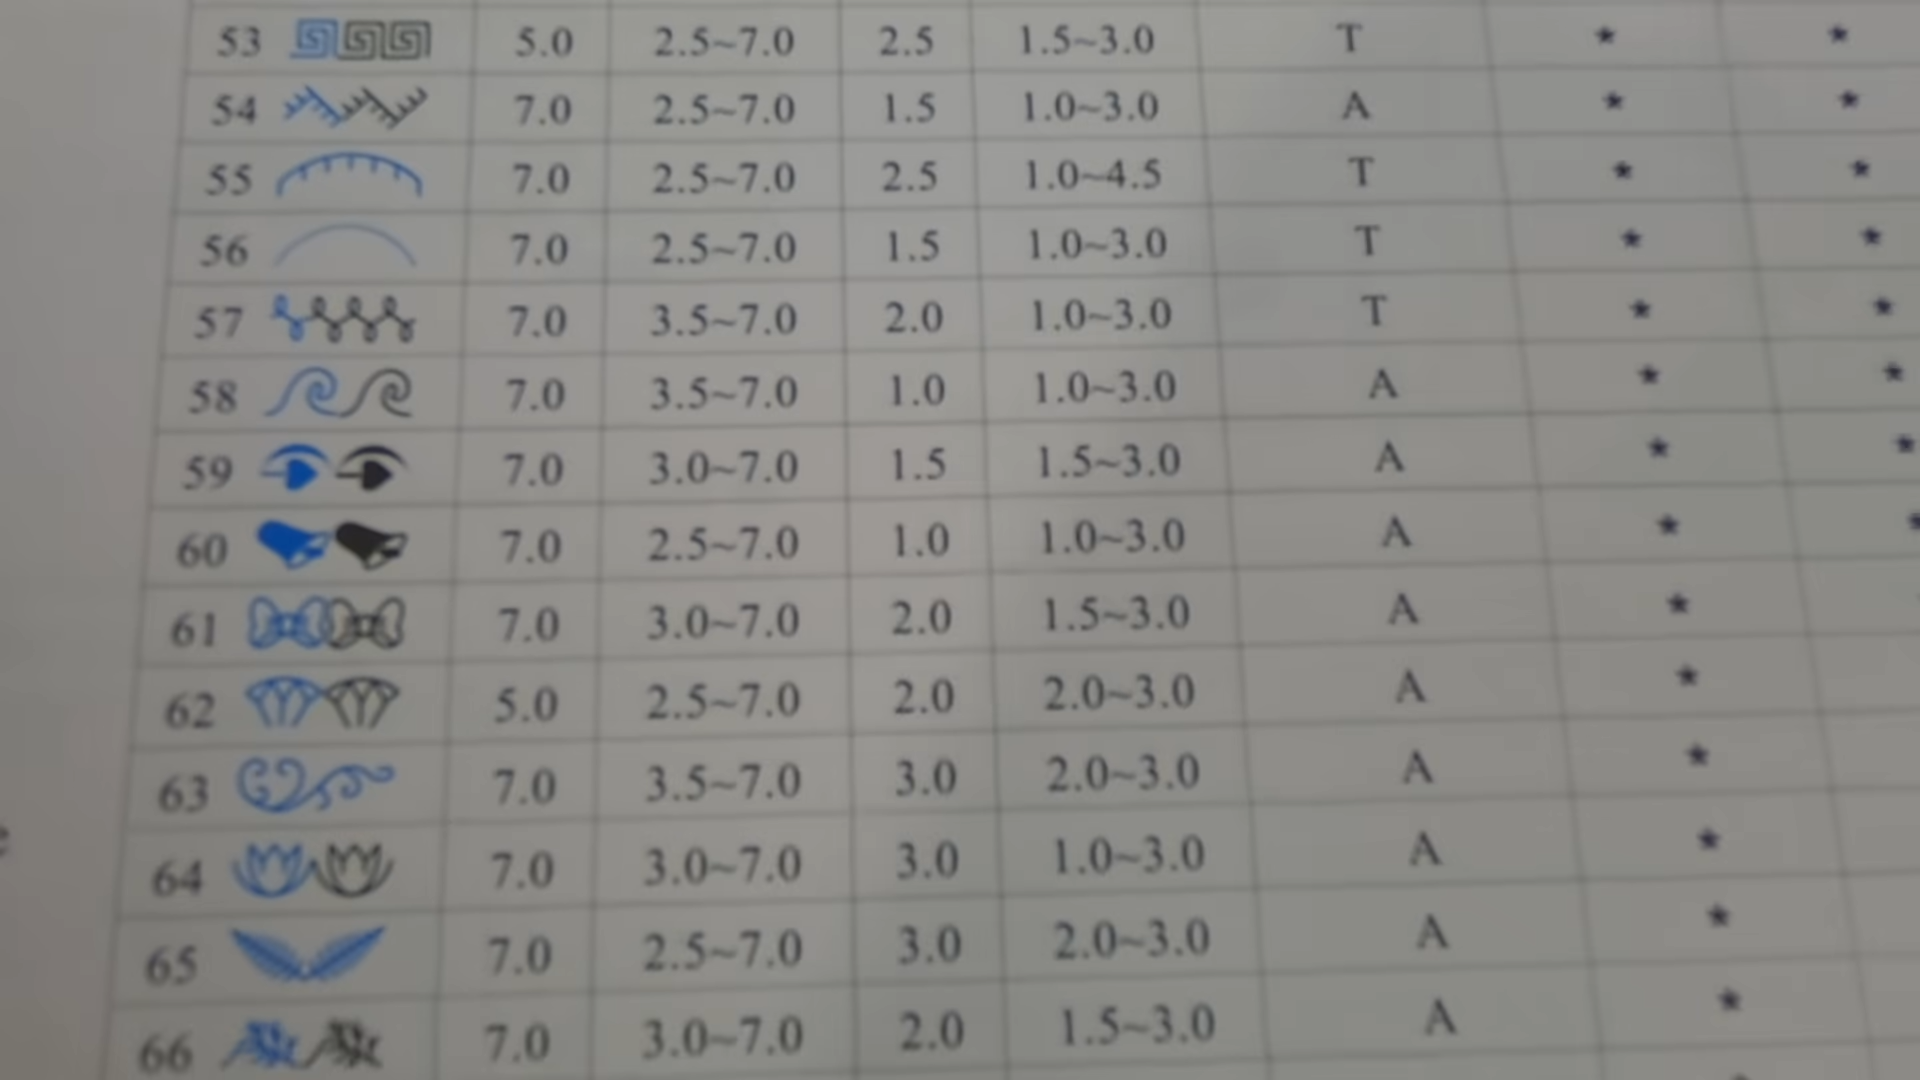 53 5.0 2.5~7.0 2.5 1.5~3.0 T * *
54 7.0 2.5~7.0 1.5 1.0~3.0 A * *
55 7.0 2.5~7.0 2.5 1.0~4.5 T * *
56 7.0 2.5~7.0 1.5 1.0~3.0 T * *
57 7.0 3.5~7.0 2.0 1.0~3.0 T * *
58 7.0 3.5~7.0 1.0 1.0~3.0 A * *
59 7.0 3.0~7.0 1.5 1.5~3.0 A * *
60 7.0 2.5~7.0 1.0 1.0~3.0 A * *
61 7.0 3.0~7.0 2.0 1.5~3.0 A *
62 5.0 2.5~7.0 2.0 2.0~3.0 A *
63 7.0 3.5~7.0 3.0 2.0~3.0 A *
64 7.0 3.0~7.0 3.0 1.0~3.0 A *
65 7.0 2.5~7.0 3.0 2.0~3.0 A *
66 7.0 3.0~7.0 2.0 1.5~3.0 A *